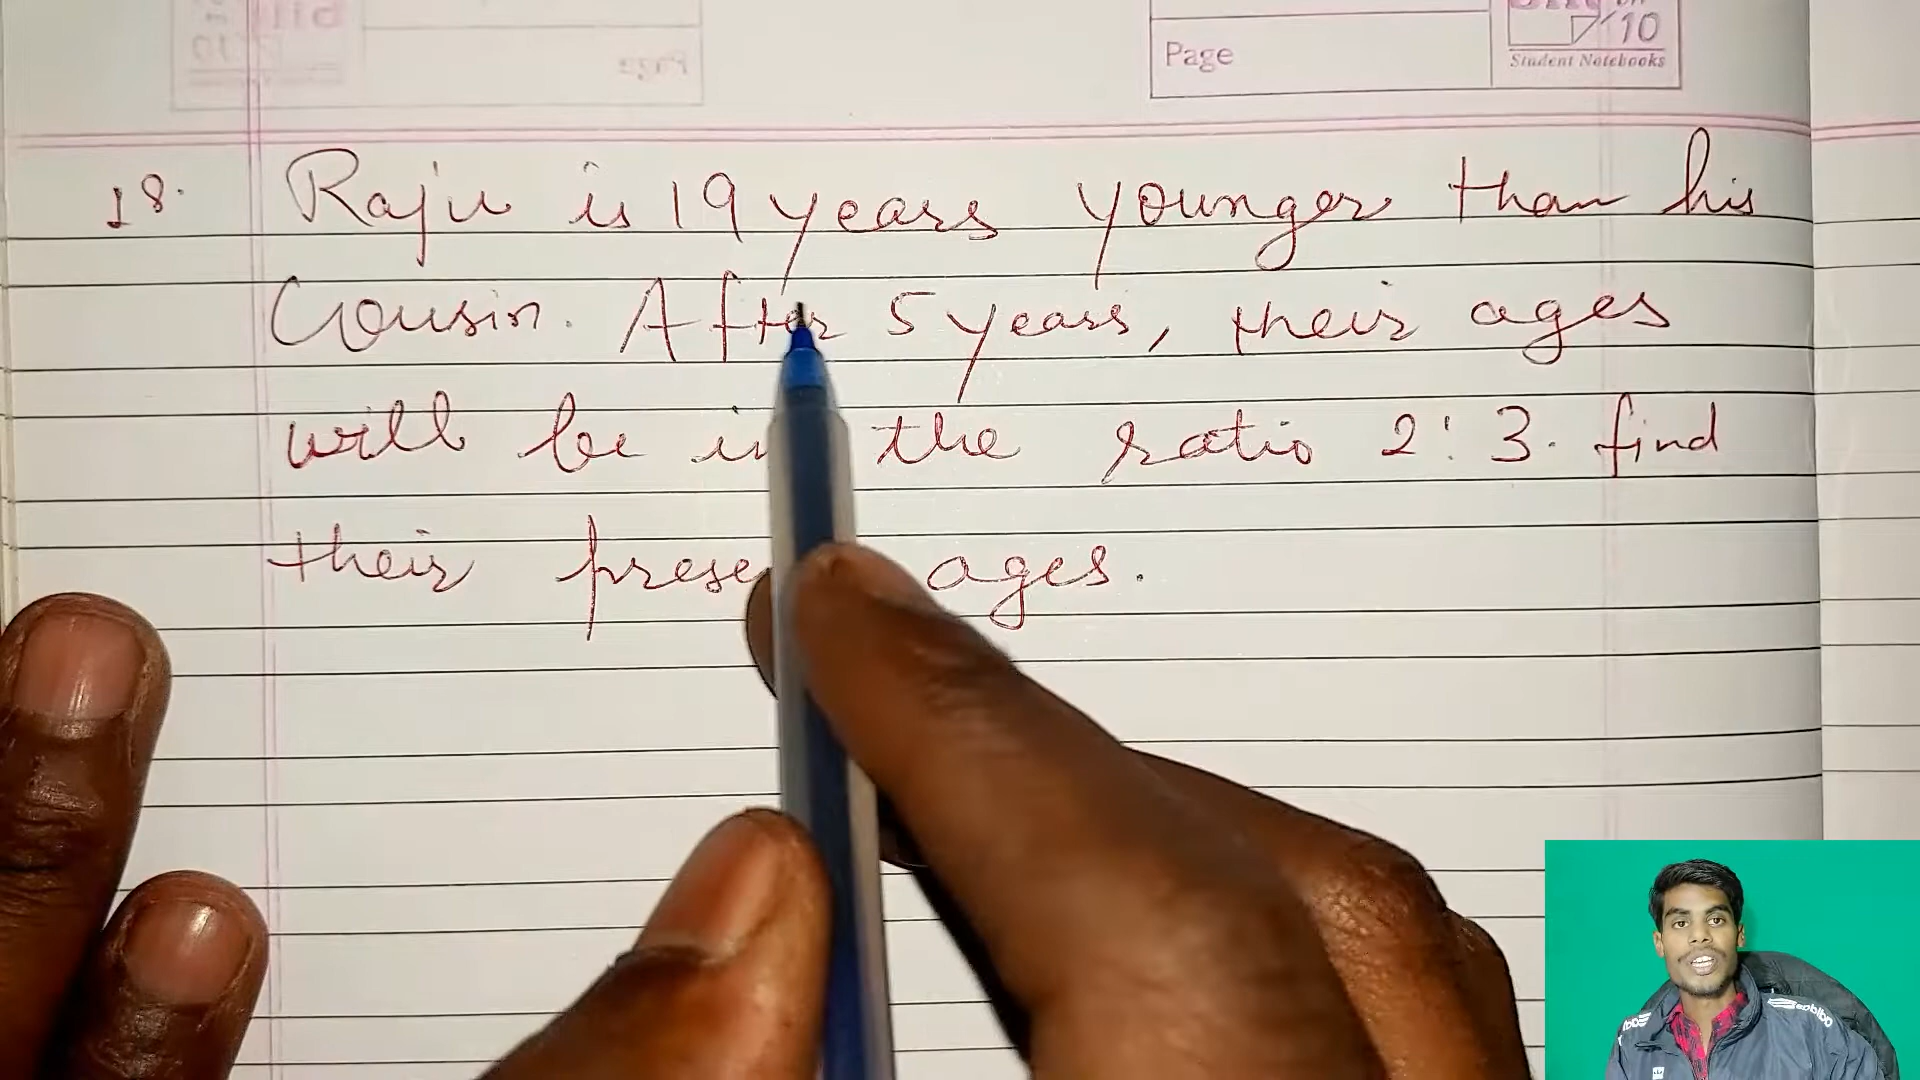 Page
10
Student Notebooks
18. Raju is 19 years younger than his
Cousin. After 5 years, their ages
will be in the ratio 2:3. find
their ages.